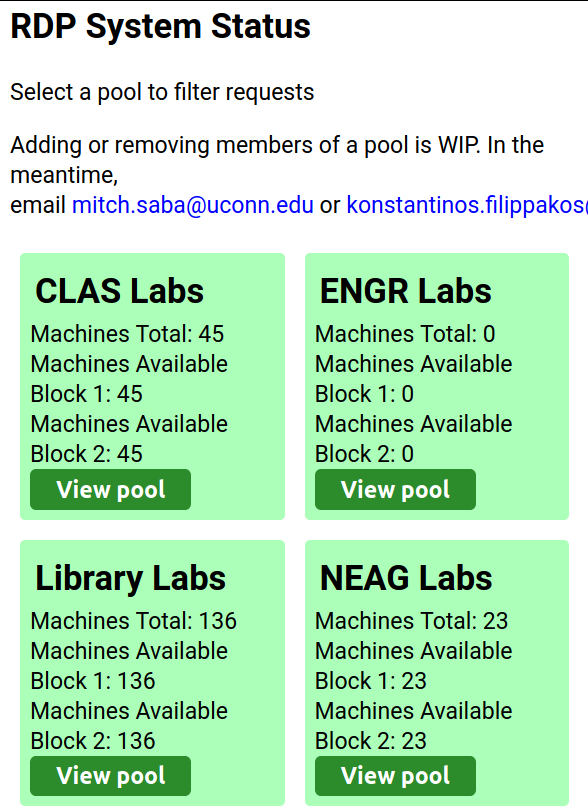 RDP System Status
Select a pool to filter requests
Adding or removing members of a pool is WIP. In the
meantime,
email mitch.saba@uconn.edu or konstantinos.filippakos@
CLAS Labs
Machines Total: 45
Machines Available
Block 1: 45
Machines Available
Block 2: 45
View pool
ENGR Labs
Machines Total: 0
Machines Available
Block 1: 0
Machines Available
Block 2: 0
View pool
Library Labs
Machines Total: 136
Machines Available
Block 1: 136
Machines Available
Block 2: 136
View pool
NEAG Labs
Machines Total: 23
Machines Available
Block 1: 23
Machines Available
Block 2: 23
View pool